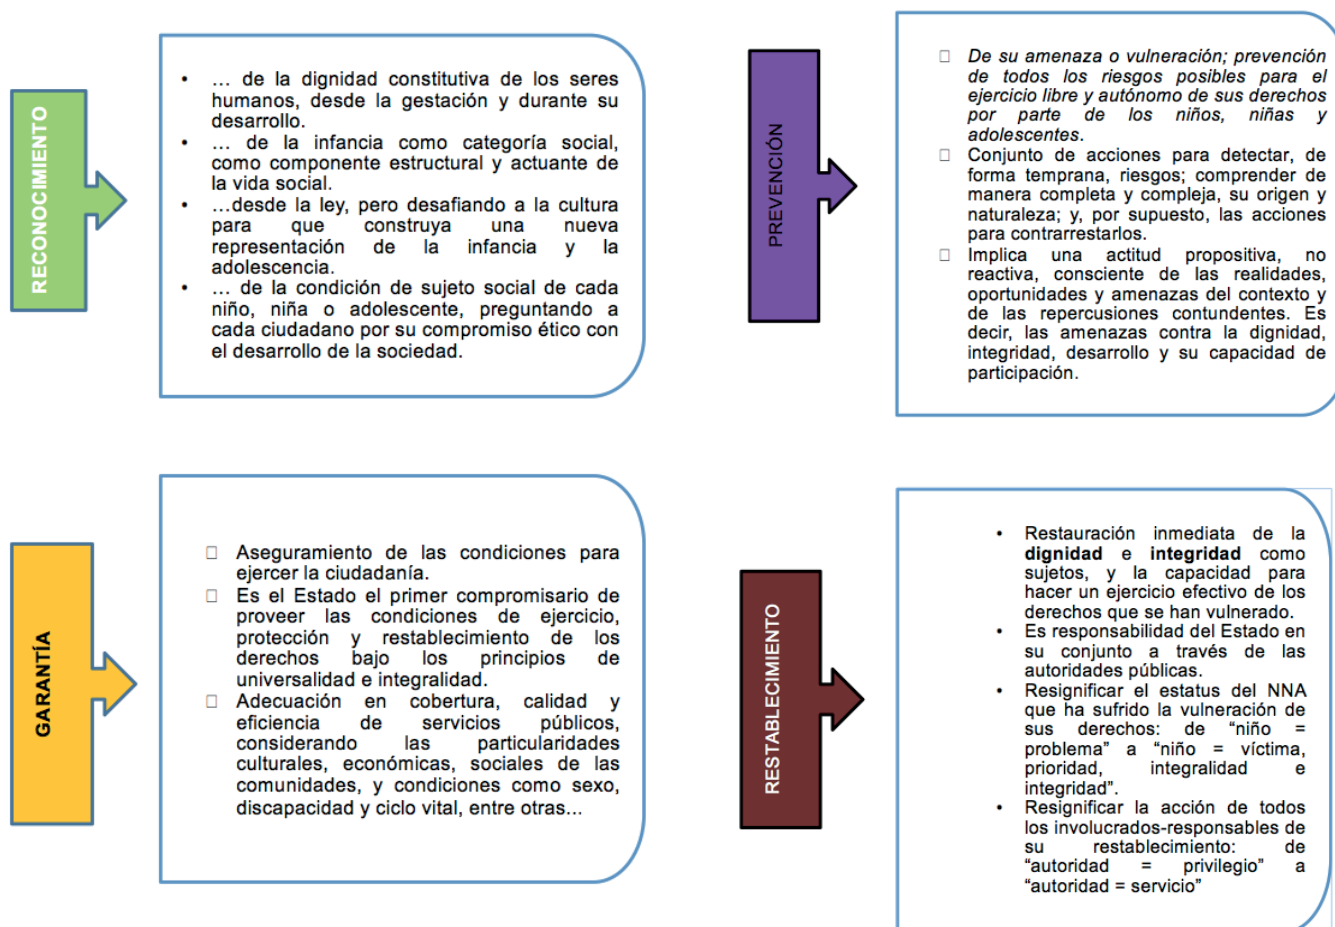 RECONOCIMIENTO
• … de la dignidad constitutiva de los seres
humanos, desde la gestación y durante su
desarrollo.
• … de la infancia como categoría social,
como componente estructural y actuante de
la vida social.
• …desde la ley, pero desafiando a la cultura
para que construya una nueva
representación de la infancia y la
adolescencia.
• … de la condición de sujeto social de cada
niño, niña o adolescente, preguntando a
cada ciudadano por su compromiso ético con
el desarrollo de la sociedad.
PREVENCIÓN
□ De su amenaza o vulneración; prevención
de todos los riesgos posibles para el
ejercicio libre y autónomo de sus derechos
por parte de los niños, niñas y
adolescentes.
□ Conjunto de acciones para detectar, de
forma temprana, riesgos; comprender de
manera completa y compleja, su origen y
naturaleza; y, por supuesto, las acciones
para contrarrestarlos.
□ Implica una actitud propositiva, no
reactiva, consciente de las realidades,
oportunidades y amenazas del contexto y
de las repercusiones contundentes. Es
decir, las amenazas contra la dignidad,
integridad, desarrollo y su capacidad de
participación.
GARANTÍA
□ Aseguramiento de las condiciones para
ejercer la ciudadanía.
□ Es el Estado el primer compromisario de
proveer las condiciones de ejercicio,
protección y restablecimiento de los
derechos bajo los principios de
universalidad e integralidad.
□ Adecuación en cobertura, calidad y
eficiencia de servicios públicos,
considerando las particularidades
culturales, económicas, sociales de las
comunidades, y condiciones como sexo,
discapacidad y ciclo vital, entre otras...
RESTABLECIMIENTO
• Restauración inmediata de la
dignidad e integridad como
sujetos, y la capacidad para
hacer un ejercicio efectivo de los
derechos que se han vulnerado.
• Es responsabilidad del Estado en
su conjunto a través de las
autoridades públicas.
• Resignificar el estatus del NNA
que ha sufrido la vulneración de
sus derechos: de “niño =
problema” a “niño = víctima,
prioridad, integralidad e
integridad”.
• Resignificar la acción de todos
los involucrados-responsables de
su restablecimiento: de
“autoridad = privilegio” a
“autoridad = servicio”